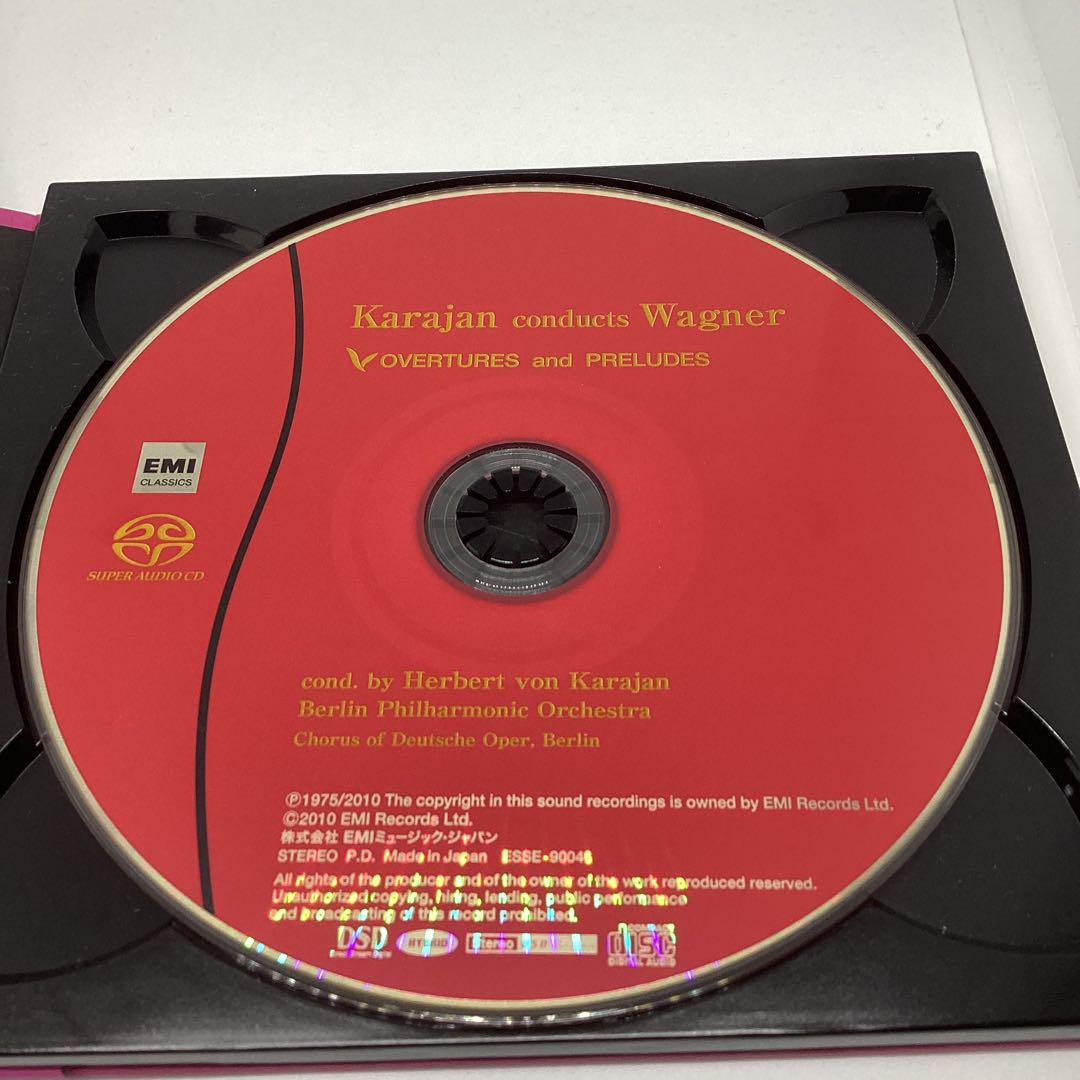 Karajan conducts Wagner
OVERTURES and PRELUDES
EMI
CLASSICS
SUPER AUDIO CD
cond. by Herbert von Karajan
Berlin Philharmonic Orchestra
Chorus of Deutsche Oper, Berlin
℗1975/2010 The copyright in this sound recordings is owned by EMI Records Ltd.
©2010 EMI Records Ltd.
株式会社 EMIミュージック・ジャパン
STEREO P.D. Made in Japan ESSE-90046
All rights of the producer and of the owner of the work reproduced reserved.
Unauthorized copying, hiring, lending, public performance
and broadcasting of this record prohibited.
DSD
HYBRID
Stereo
COMPACT
disc
DIGITAL AUDIO